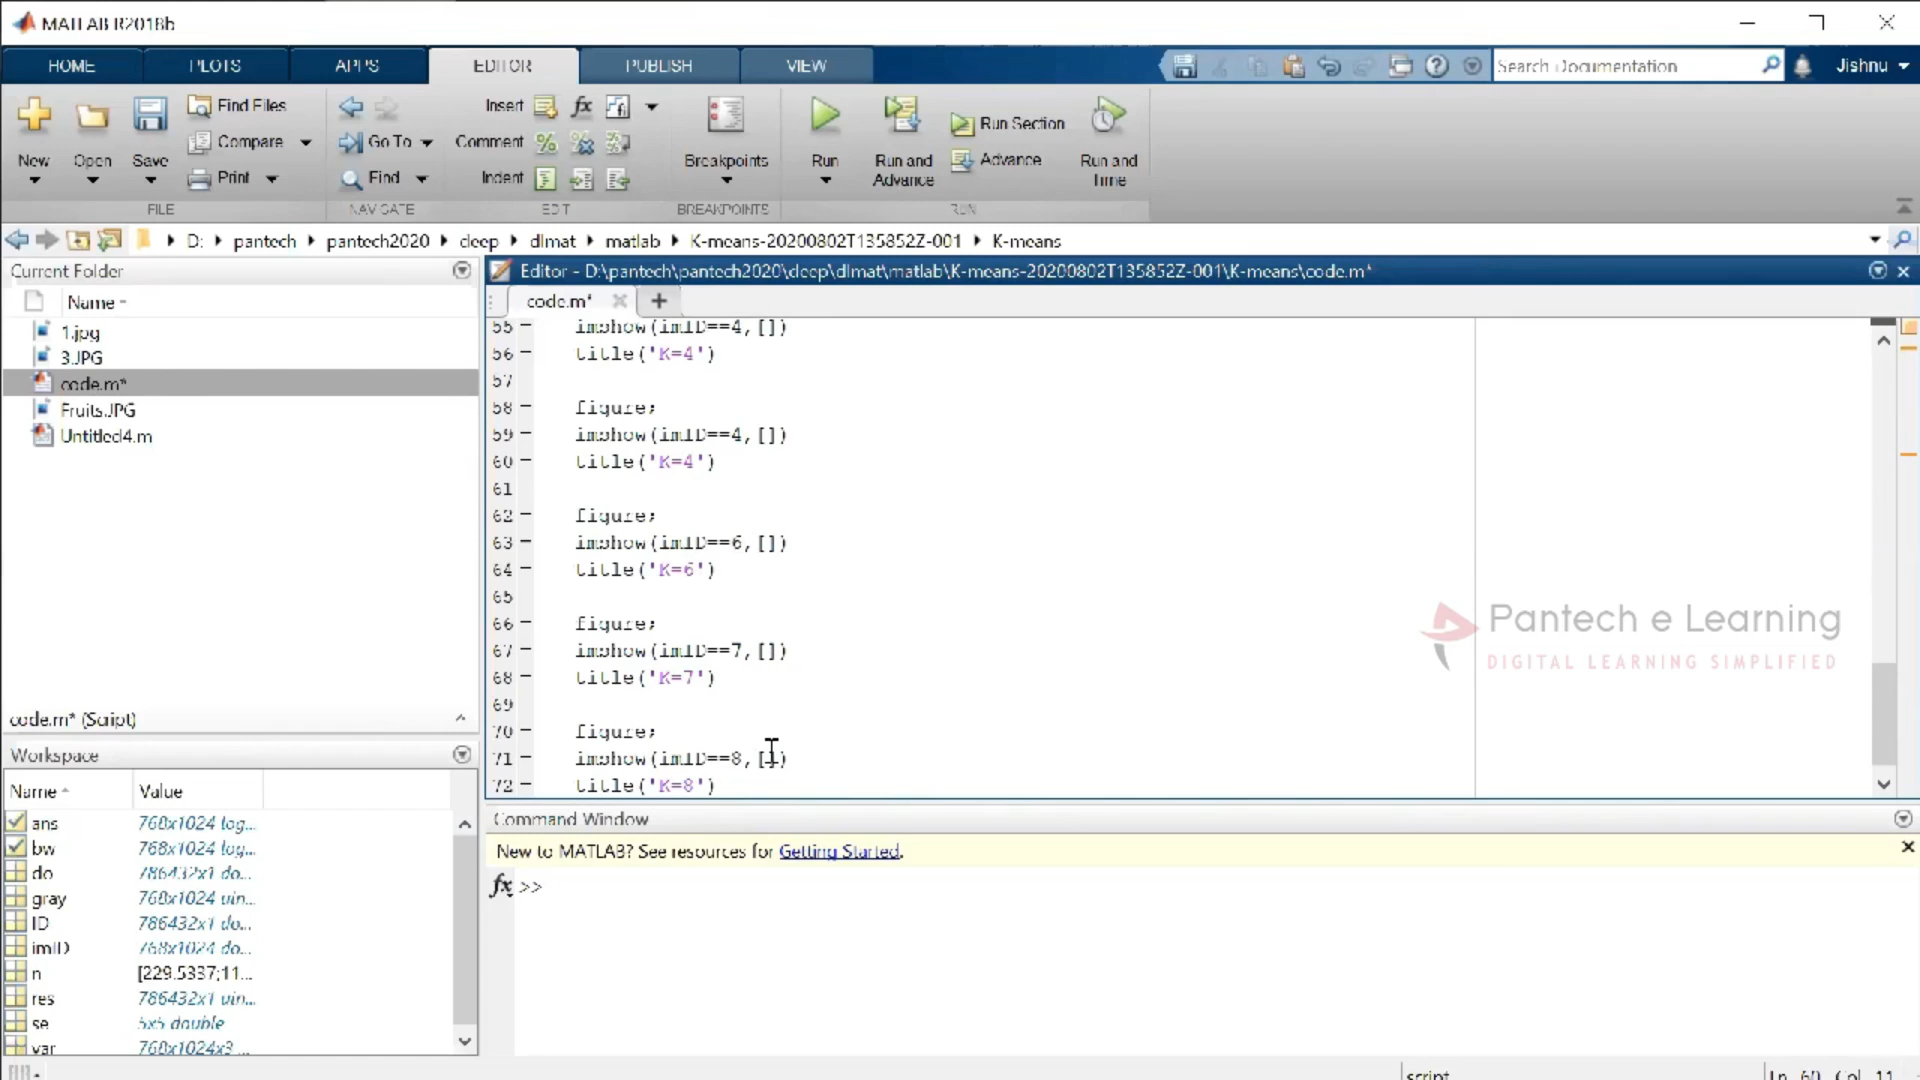 MATLAB R2018b
HOME PLOTS APPS EDITOR PUBLISH VIEW Search Documentation Jishnu
New Open Save Find Files Compare Print
Go To Find
Insert Comment Indent
Breakpoints
Run Run and Advance Run Section Advance Run and Time
FILE NAVIGATE EDIT BREAKPOINTS RUN
D: pantech pantech2020 deep dlmat matlab K-means-20200802T135852Z-001 K-means
Current Folder
Name
1.jpg
3.JPG
code.m*
Fruits.JPG
Untitled4.m
code.m* (Script)
Workspace
Name Value
ans 768x1024 log...
bw 768x1024 log...
do 786432x1 do...
gray 768x1024 uin...
ID 786432x1 do...
imID 768x1024 do...
n [229.5337;11...
res 786432x1 uin...
se 5x5 double
var 768x1024x3 ...
Editor - D:\pantech\pantech2020\deep\dlmat\matlab\K-means-20200802T135852Z-001\K-means\code.m*
code.m*
55 imshow(imID==4,[])
56 title('K=4')
57
58 figure;
59 imshow(imID==4,[])
60 title('K=4')
61
62 figure;
63 imshow(imID==6,[])
64 title('K=6')
65
66 figure;
67 imshow(imID==7,[])
68 title('K=7')
69
70 figure;
71 imshow(imID==8,[])
72 title('K=8')
Pantech e Learning
DIGITAL LEARNING SIMPLIFIED
Command Window
New to MATLAB? See resources for Getting Started.
fx >>
script Ln 60 Col 11